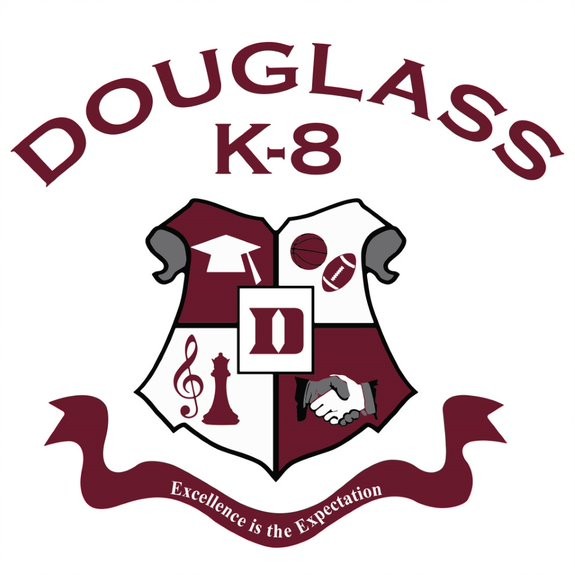 DOUGLASS
K-8
D
Excellence is the Expectation